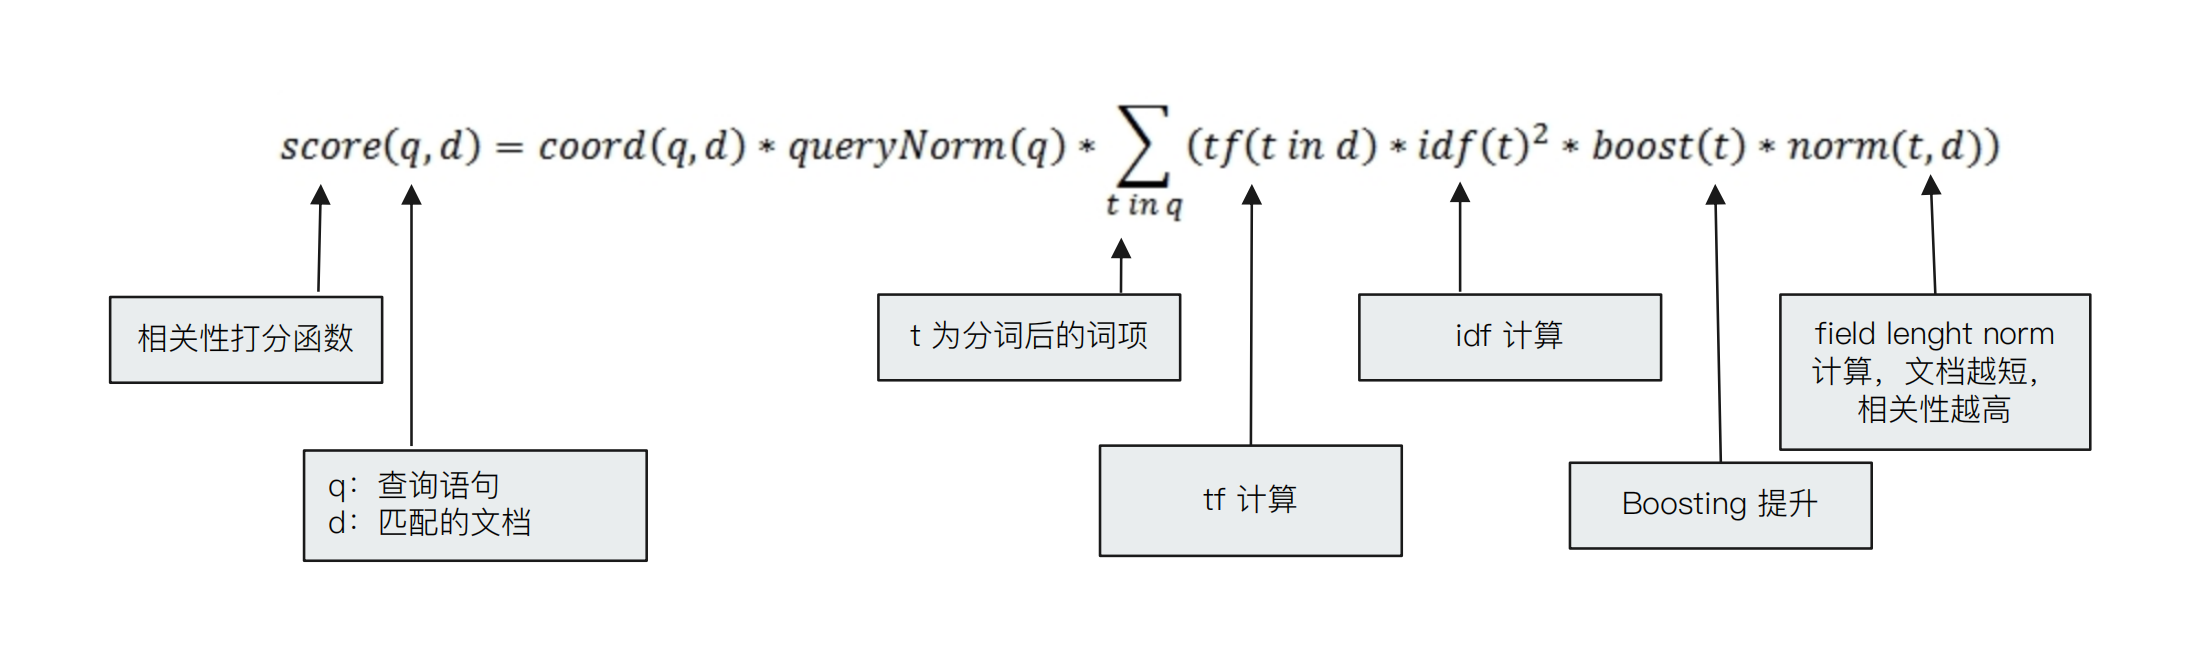 score(q,d) = coord(q,d) * queryNorm(q) * ∑ (tf(t in d) * idf(t)² * boost(t) * norm(t,d))
t in q
相关性打分函数
t 为分词后的词项
idf 计算
field lenght norm
计算，文档越短，
相关性越高
q：查询语句
d：匹配的文档
tf 计算
Boosting 提升